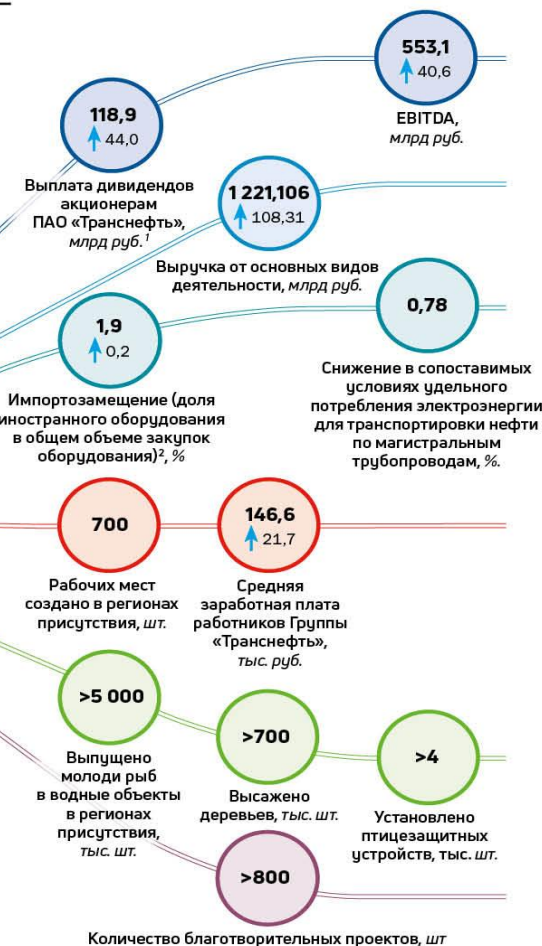 553,1
40,6
EBITDA,
млрд руб.
118,9
44,0
Выплата дивидендов
акционерам
ПАО «Транснефть»,
млрд руб.¹
1 221,106
108,31
Выручка от основных видов
деятельности, млрд руб.
0,78
Снижение в сопоставимых
условиях удельного
потребления электроэнергии
для транспортировки нефти
по магистральным
трубопроводам, %.
1,9
0,2
Импортозамещение (доля
иностранного оборудования
в общем объеме закупок
оборудования)², %
700
Рабочих мест
создано в регионах
присутствия, шт.
146,6
21,7
Средняя
заработная плата
работников Группы
«Транснефть»,
тыс. руб.
>5 000
Выпущено
молоди рыб
в водные объекты
в регионах
присутствия,
тыс. шт.
>700
Высажено
деревьев, тыс. шт.
>4
Установлено
птицезащитных
устройств, тыс. шт.
>800
Количество благотворительных проектов, шт